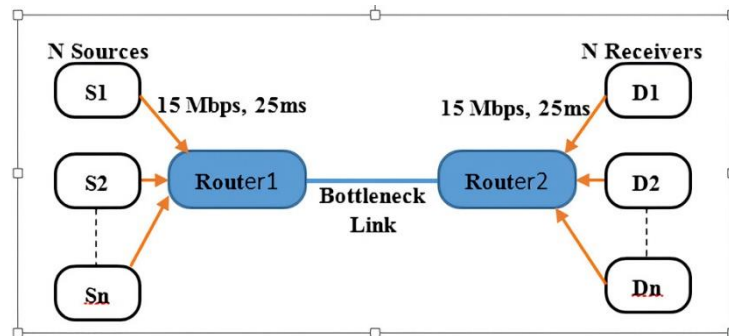 N Sources
N Receivers
S1
D1
15 Mbps, 25ms
15 Mbps, 25ms
S2
Router1
Router2
D2
Bottleneck
Link
Sn
Dn